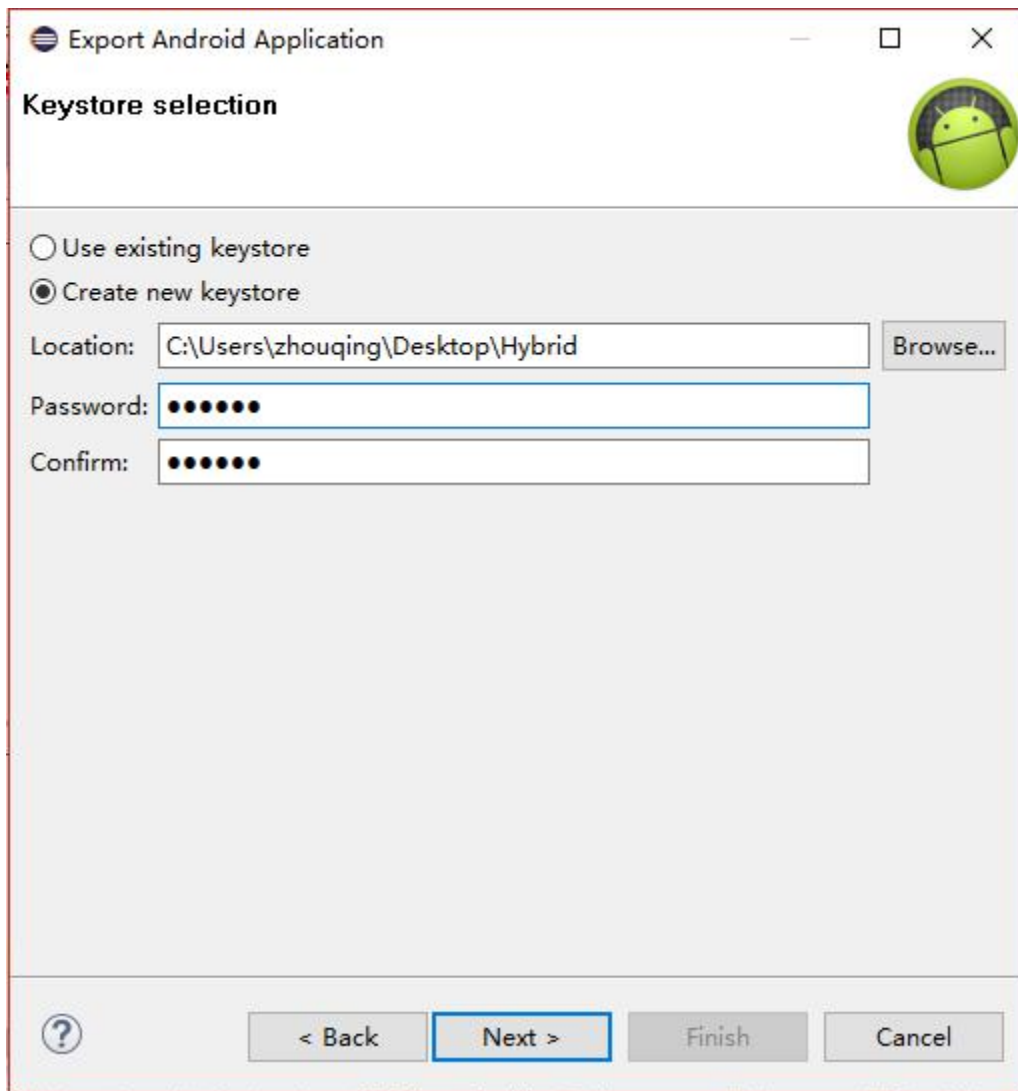 Export Android Application
Keystore selection
Use existing keystore
Create new keystore
Location: C:\Users\zhouqing\Desktop\Hybrid Browse...
Password: ●●●●●●
Confirm: ●●●●●●
? < Back Next > Finish Cancel